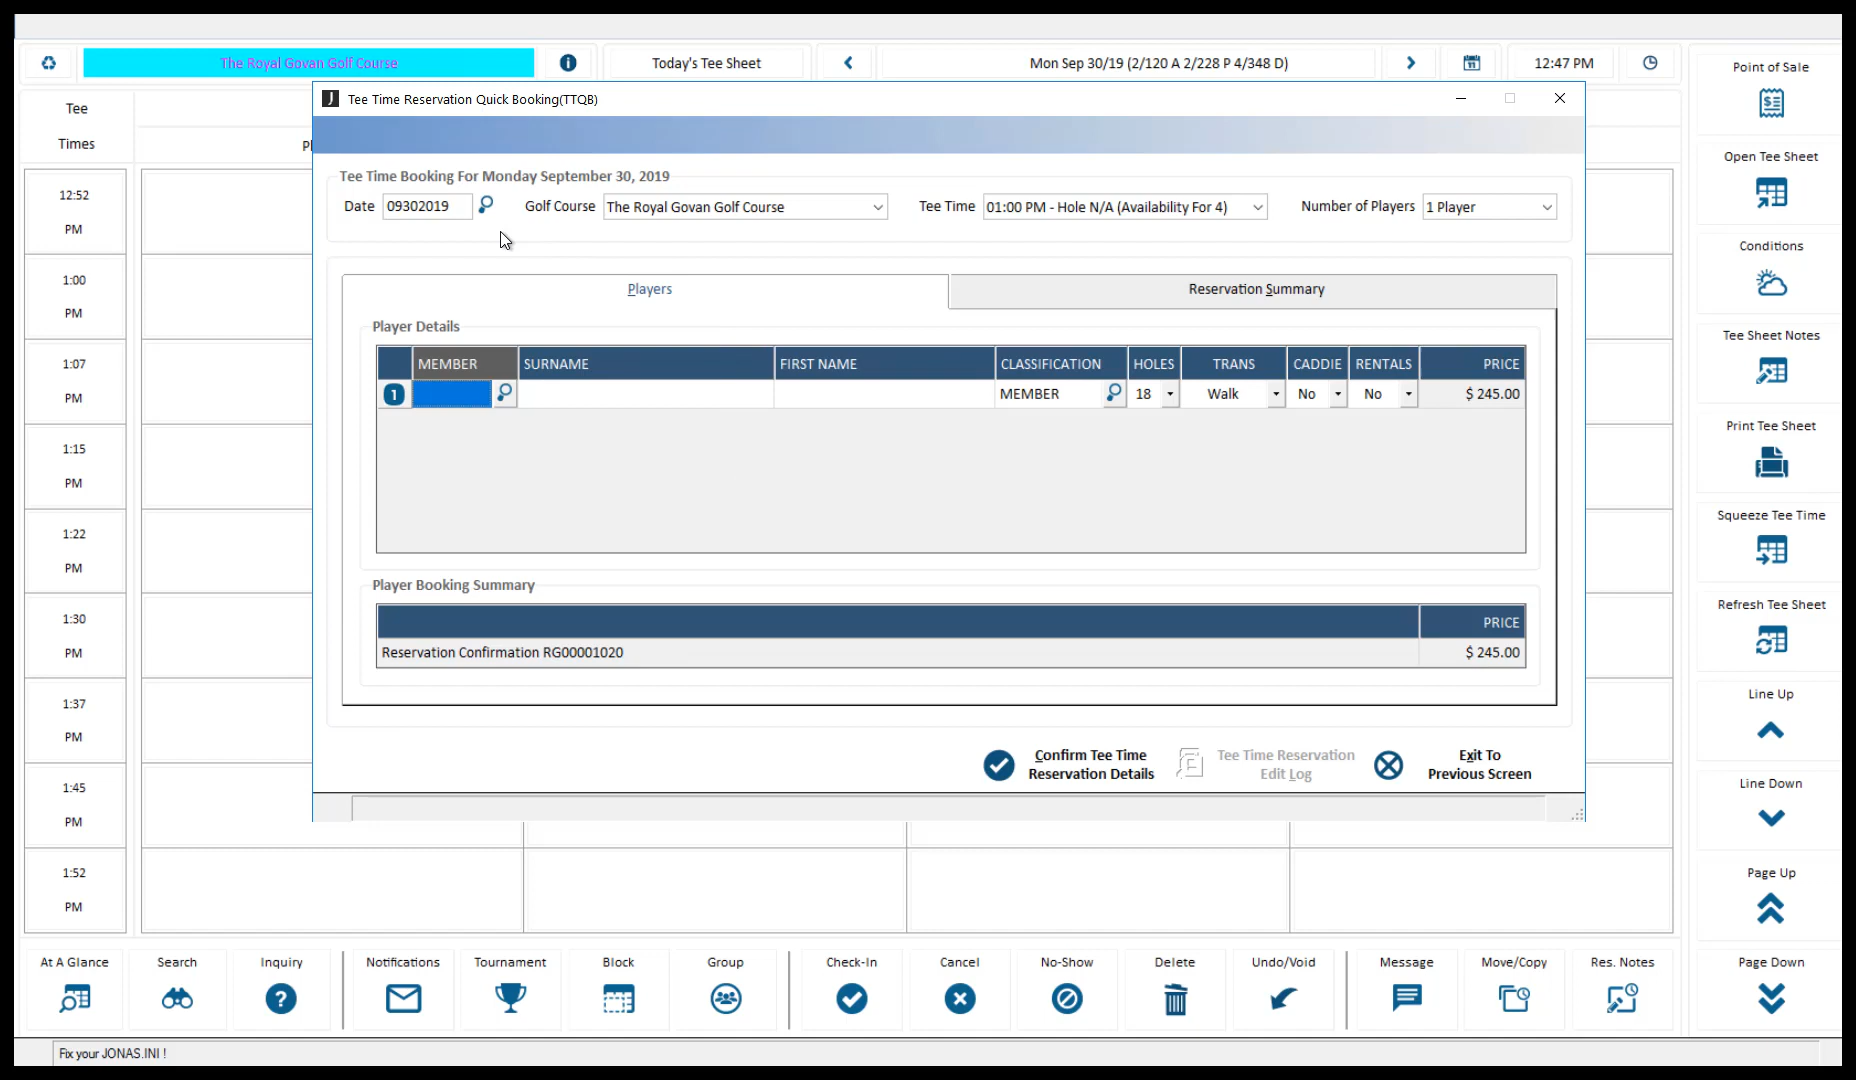 The Royal Govan Golf Course
Today's Tee Sheet
Mon Sep 30/19 (2/120 A 2/228 P 4/348 D)
12:47 PM
Point of Sale
Tee
Times
J Tee Time Reservation Quick Booking(TTQB)
Tee Time Booking For Monday September 30, 2019
Date 09302019 Golf Course The Royal Govan Golf Course Tee Time 01:00 PM - Hole N/A (Availability For 4) Number of Players 1 Player
Players Reservation Summary
Player Details
MEMBER SURNAME FIRST NAME CLASSIFICATION HOLES TRANS CADDIE RENTALS PRICE
1 MEMBER 18 Walk No No $ 245.00
Player Booking Summary
PRICE
Reservation Confirmation RG00001020 $ 245.00
Confirm Tee Time
Reservation Details
Tee Time Reservation
Edit Log
Exit To
Previous Screen
12:52
PM
1:00
PM
1:07
PM
1:15
PM
1:22
PM
1:30
PM
1:37
PM
1:45
PM
1:52
PM
Open Tee Sheet
Conditions
Tee Sheet Notes
Print Tee Sheet
Squeeze Tee Time
Refresh Tee Sheet
Line Up
Line Down
Page Up
Page Down
At A Glance Search Inquiry Notifications Tournament Block Group Check-In Cancel No-Show Delete Undo/Void Message Move/Copy Res. Notes
Fix your JONAS.INI !